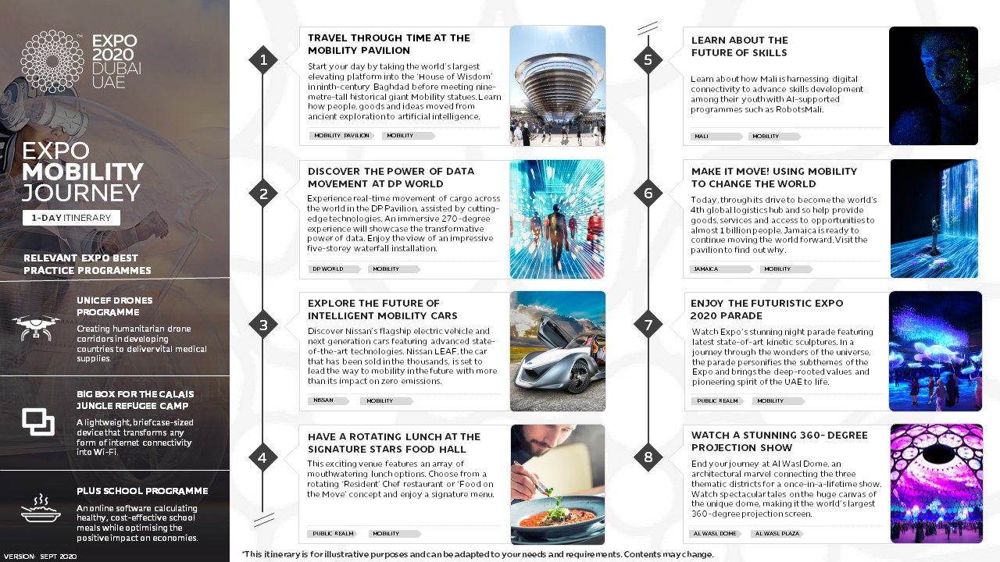 EXPO
2020
DUBAI
UAE
TM
EXPO
MOBILITY
JOURNEY
1-DAY ITINERARY
RELEVANT EXPO BEST
PRACTICE PROGRAMMES
UNICEF DRONES
PROGRAMME
Creating humanitarian drone
corridors in developing
countries to deliver vital medical
supplies.
BIG BOX FOR THE CALAIS
JUNGLE REFUGEE CAMP
A lightweight, briefcase-sized
device that transforms any
form of internet connectivity
into Wi-Fi.
PLUS SCHOOL PROGRAMME
An online software calculating
healthy, cost-effective school
meals while optimising the
positive impact on economies.
VERSION: SEPT 2020
1
TRAVEL THROUGH TIME AT THE
MOBILITY PAVILION
Start your day by taking the world's largest
elevating platform into the 'House of Wisdom'
in ninth-century Baghdad before meeting nine-
metre-tall historical giant Mobility statues. Learn
how people, goods and ideas moved from
ancient exploration to artificial intelligence.
MOBILITY PAVILION
MOBILITY
2
DISCOVER THE POWER OF DATA
MOVEMENT AT DP WORLD
Experience real-time movement of cargo across
the world in the DP Pavilion, assisted by cutting-
edge technologies. An immersive 270-degree
experience will showcase the transformative
power of data. Enjoy the view of an impressive
five-storey waterfall installation.
DP WORLD
MOBILITY
3
EXPLORE THE FUTURE OF
INTELLIGENT MOBILITY CARS
Discover Nissan's flagship electric vehicle and
next generation cars featuring advanced state-
of-the-art technologies. Nissan LEAF, the car
that has been sold in the thousands, is set to
lead the way to mobility in the future with more
than its impact on zero emissions.
NISSAN
MOBILITY
4
HAVE A ROTATING LUNCH AT THE
SIGNATURE STARS FOOD HALL
This exciting venue features an array of
mouthwatering lunch options. Choose from a
rotating 'Resident Chef', 'Talent' or 'Food on
the Move' concept and enjoy a signature menu.
PUBLIC REALM
MOBILITY
5
LEARN ABOUT THE
FUTURE OF SKILLS
Learn about how Mali is harnessing digital
connectivity to advance skills development
among their youth with AI-supported
programmes such as RobotsMali.
MALI
MOBILITY
6
MAKE IT MOVE! USING MOBILITY
TO CHANGE THE WORLD
Today, through its drive to become the world's
4th global logistics hub and so help provide
goods, services and access to opportunities to
almost 1 billion people, Jamaica is ready to
continue moving the world forward. Visit the
pavilion to find out why.
JAMAICA
MOBILITY
7
ENJOY THE FUTURISTIC EXPO
2020 PARADE
Watch Expo's stunning night parade featuring
latest state-of-art kinetic sculptures. In a
journey through the wonders of the universe,
the parade personifies the subthemes of the
Expo and brings the deep-rooted values and
pioneering spirit of the UAE to life.
PUBLIC REALM
MOBILITY
8
WATCH A STUNNING 360-DEGREE
PROJECTION SHOW
End your journey at Al Wasl Dome, an
architectural marvel connecting the three
thematic districts for a once-in-a-lifetime show.
Watch spectacular tales on the huge canvas of
the unique dome, making it the world's largest
360-degree projection screen.
AL WASL DOME
AL WASL PLAZA
*This itinerary is for illustrative purposes and can be adapted to your needs and requirements. Contents may change.